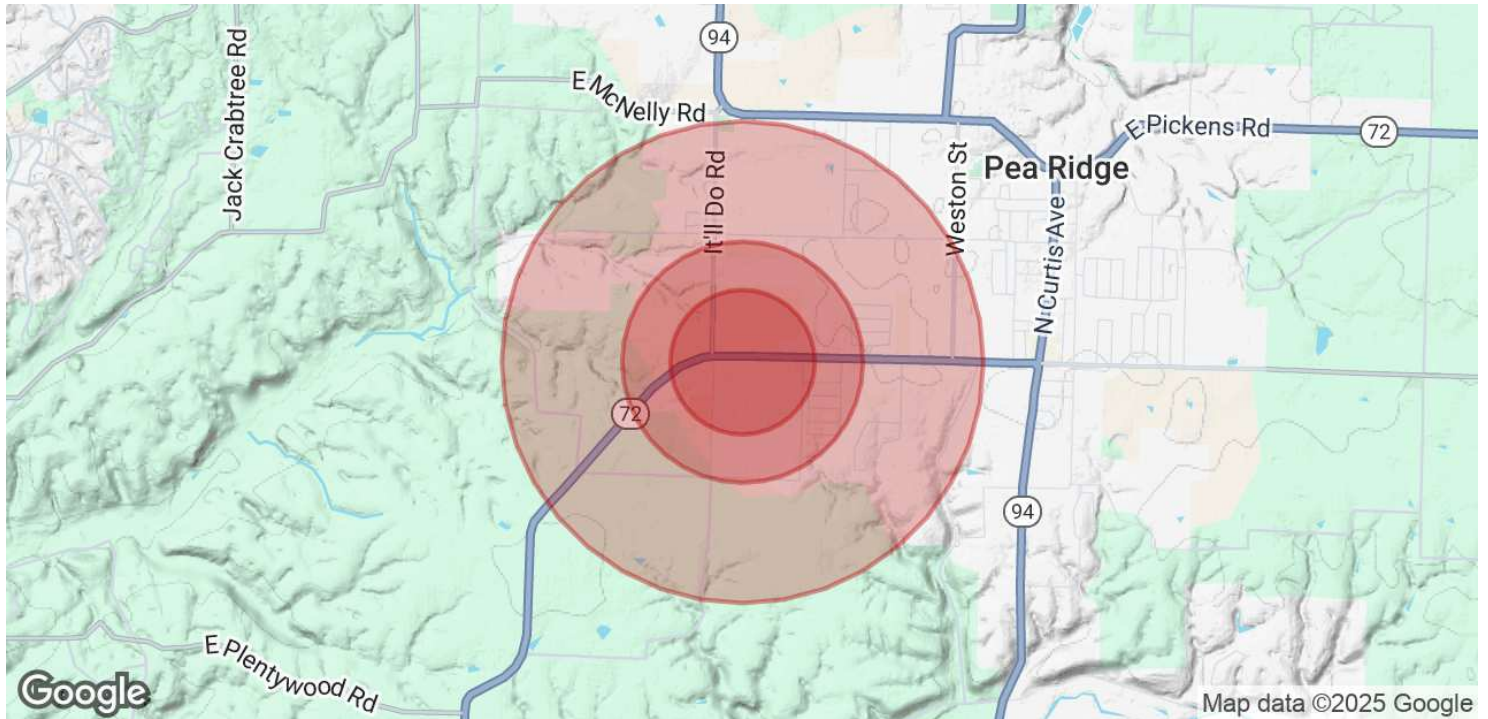 94
Jack Crabtree Rd
E McNelly Rd
E Pickens Rd
72
It'll Do Rd
Weston St
Pea Ridge
N Curtis Ave
72
94
E Plentywood Rd
Google
Map data ©2025 Google